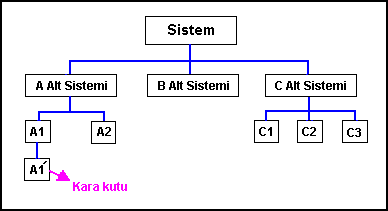 Sistem
A Alt Sistemi
B Alt Sistemi
C Alt Sistemi
A1
A2
C1
C2
C3
A1´
Kara kutu